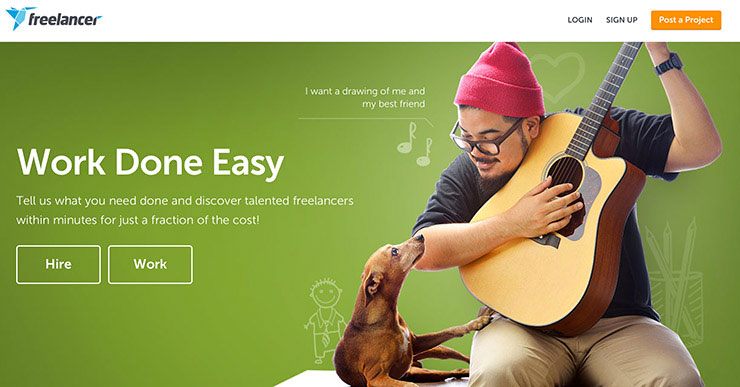 freelancer
LOGIN
SIGN UP
Post a Project
I want a drawing of me and
my best friend
Work Done Easy
Tell us what you need done and discover talented freelancers
within minutes for just a fraction of the cost!
Hire
Work